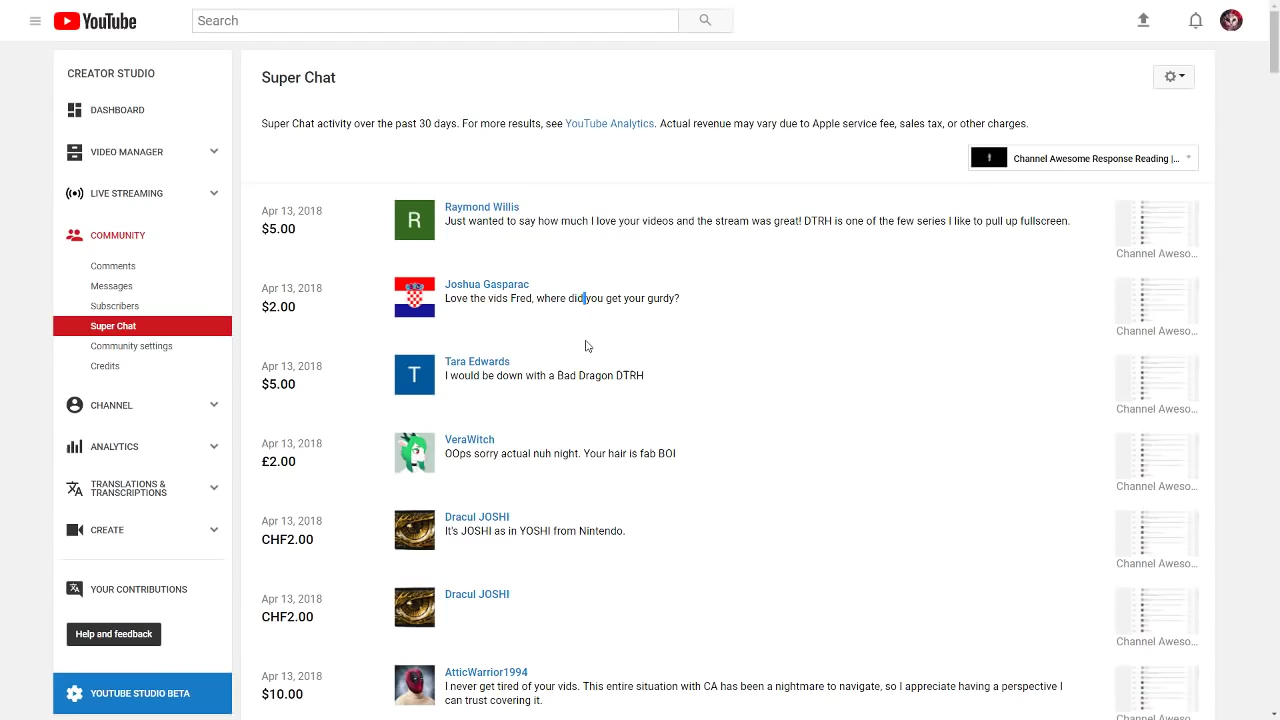 YouTube
Search
CREATOR STUDIO
DASHBOARD
VIDEO MANAGER
LIVE STREAMING
COMMUNITY
Comments
Messages
Subscribers
Super Chat
Community settings
Credits
CHANNEL
ANALYTICS
TRANSLATIONS &
TRANSCRIPTIONS
CREATE
YOUR CONTRIBUTIONS
Help and feedback
YOUTUBE STUDIO BETA
Super Chat
Super Chat activity over the past 30 days. For more results, see YouTube Analytics. Actual revenue may vary due to Apple service fee, sales tax, or other charges.
Channel Awesome Response Reading |...
Apr 13, 2018
$5.00
R
Raymond Willis
Just wanted to say how much I love your videos and the stream was great! DTRH is one of the few series I like to pull up fullscreen.
Channel Aweso...
Apr 13, 2018
$2.00
Joshua Gasparac
Love the vids Fred, where did you get your gurdy?
Channel Aweso...
Apr 13, 2018
$5.00
T
Tara Edwards
I would be down with a Bad Dragon DTRH
Channel Aweso...
Apr 13, 2018
£2.00
VeraWitch
OOps sorry actual nuh night. Your hair is fab BOI
Channel Aweso...
Apr 13, 2018
CHF2.00
Dracul JOSHI
It's JOSHI as in YOSHI from Nintendo.
Channel Aweso...
Apr 13, 2018
CHF2.00
Dracul JOSHI
Channel Aweso...
Apr 13, 2018
$10.00
AtticWarrior1994
I never get tired of your vids. This entire situation with CA has been a nightmare to navigate so I appreciate having a perspective I
can trust covering it.
Channel Aweso...